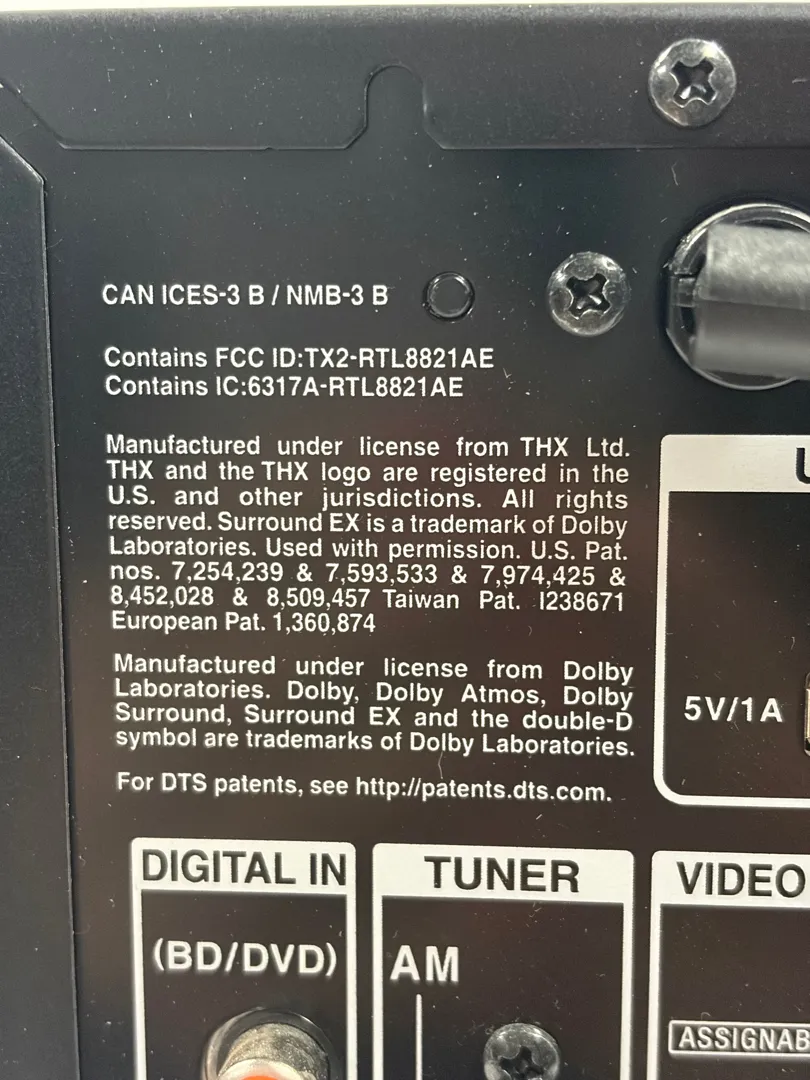 CAN ICES-3 B / NMB-3 B
Contains FCC ID:TX2-RTL8821AE
Contains IC:6317A-RTL8821AE
Manufactured under license from THX Ltd.
THX and the THX logo are registered in the
U.S. and other jurisdictions. All rights
reserved. Surround EX is a trademark of Dolby
Laboratories. Used with permission. U.S. Pat.
nos. 7,254,239 & 7,593,533 & 7,974,425 &
8,452,028 & 8,509,457 Taiwan Pat. I238671
European Pat. 1,360,874
Manufactured under license from Dolby
Laboratories. Dolby, Dolby Atmos, Dolby
Surround, Surround EX and the double-D
symbol are trademarks of Dolby Laboratories.
5V/1A
For DTS patents, see http://patents.dts.com.
DIGITAL IN
TUNER
VIDEO
(BD/DVD)
AM